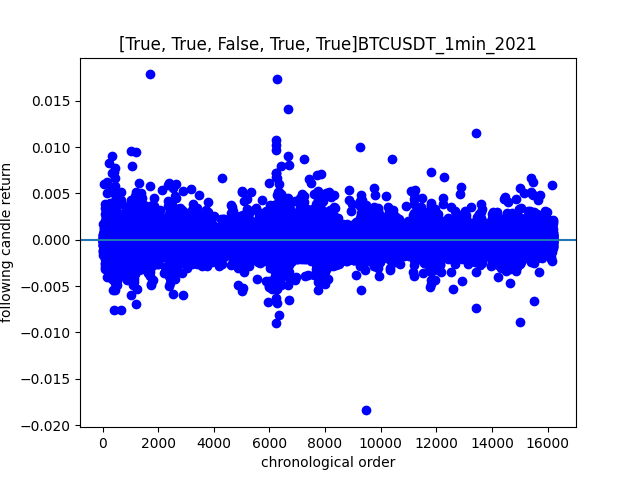 [True, True, False, True, True]BTCUSDT_1min_2021
following candle return
0.015
0.010
0.005
0.000
−0.005
−0.010
−0.015
−0.020
0 2000 4000 6000 8000 10000 12000 14000 16000
chronological order